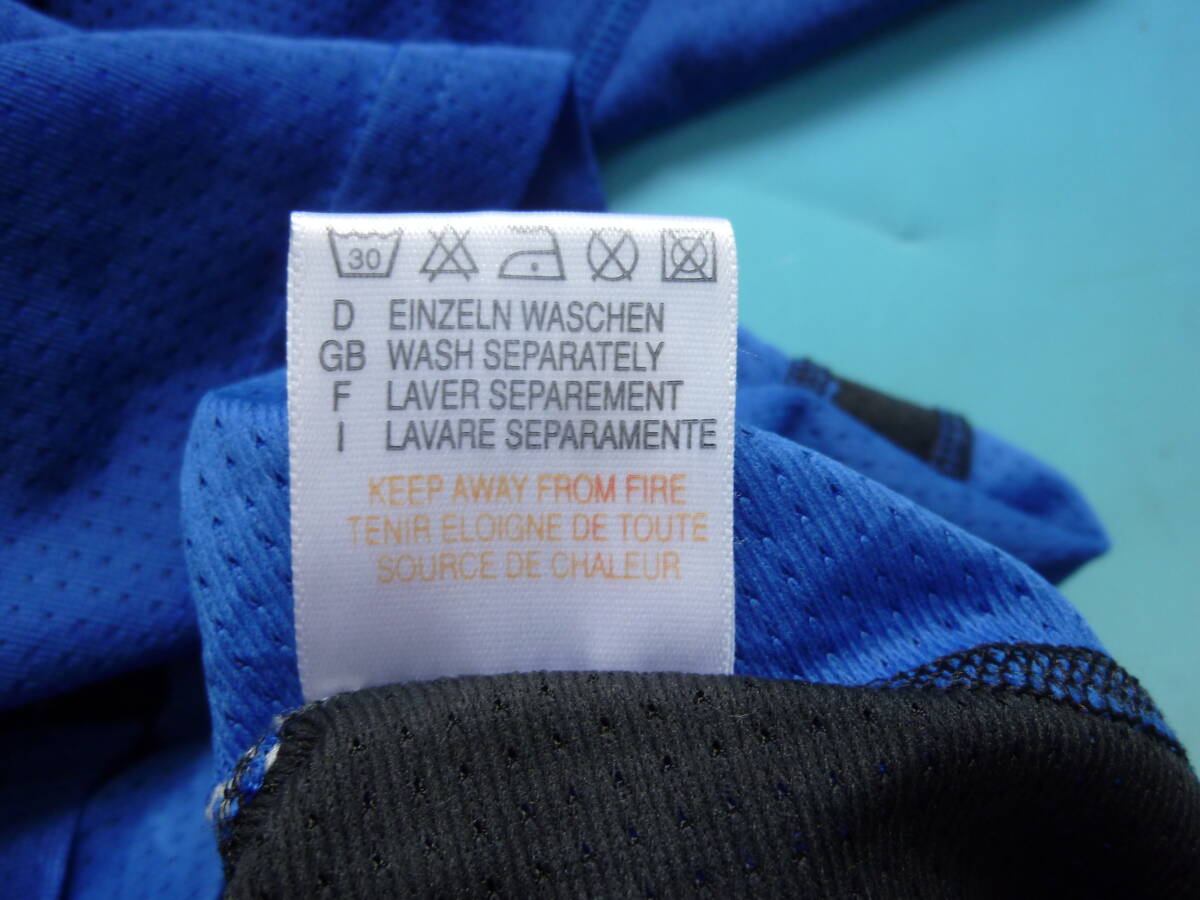 30
D EINZELN WASCHEN
GB WASH SEPARATELY
F LAVER SEPAREMENT
I LAVARE SEPARAMENTE
KEEP AWAY FROM FIRE
TENIR ELOIGNE DE TOUTE
SOURCE DE CHALEUR